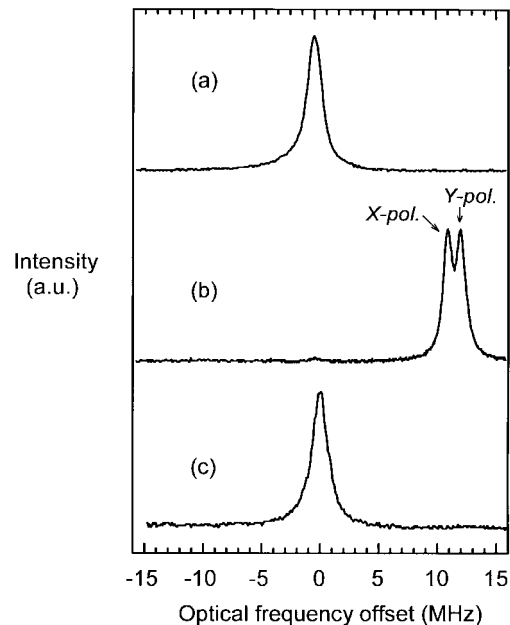 (a)
X-pol.
Y-pol.
Intensity
(a.u.)
(b)
(c)
-15 -10 -5 0 5 10 15
Optical frequency offset (MHz)